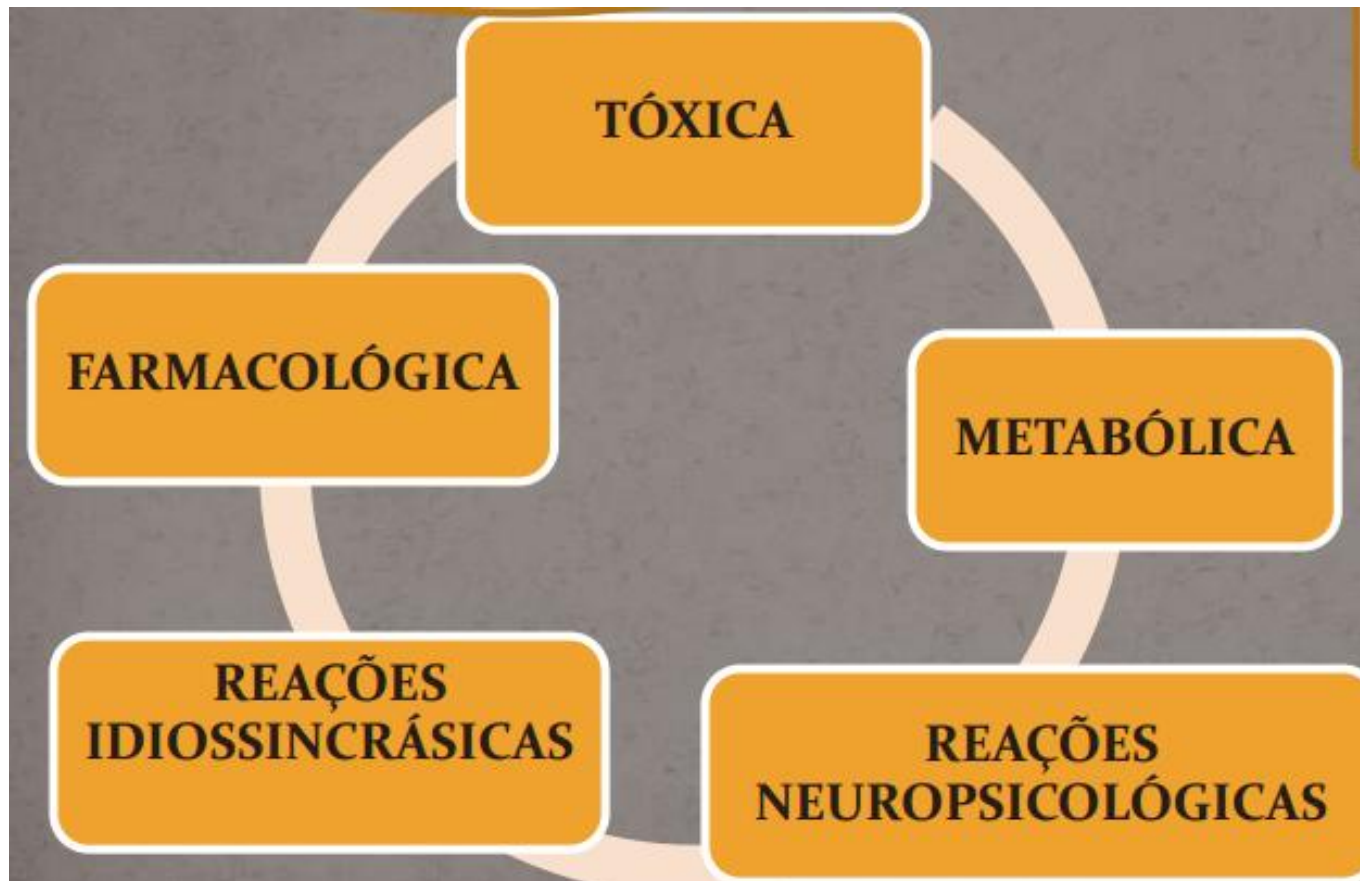 TÓXICA
FARMACOLÓGICA
METABÓLICA
REAÇÕES
IDIOSSINCRÁSICAS
REAÇÕES
NEUROPSICOLÓGICAS